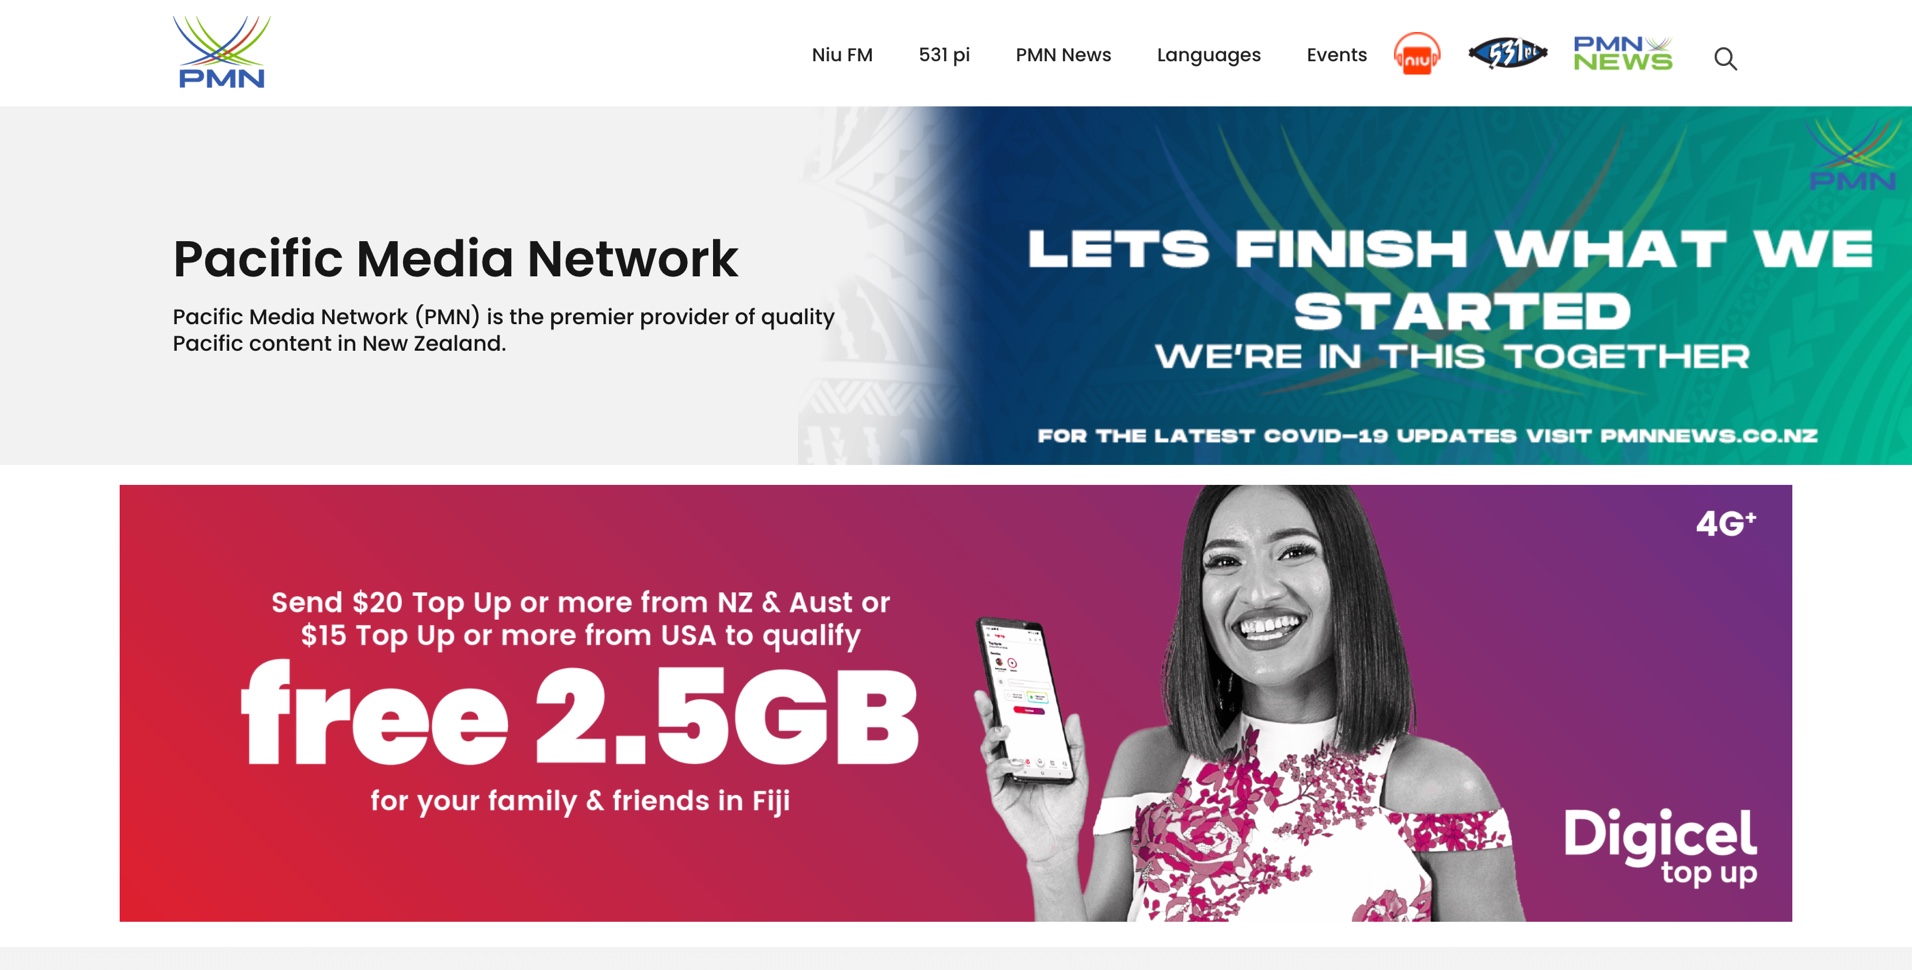 PMN
Niu FM
531 pi
PMN News
Languages
Events
niu
531 pi
PMN
NEWS
PMN
Pacific Media Network
Pacific Media Network (PMN) is the premier provider of quality
Pacific content in New Zealand.
LETS FINISH WHAT WE
STARTED
WE'RE IN THIS TOGETHER
FOR THE LATEST COVID-19 UPDATES VISIT PMNNEWS.CO.NZ
4G+
Send $20 Top Up or more from NZ & Aust or
$15 Top Up or more from USA to qualify
free 2.5GB
for your family & friends in Fiji
Digicel
top up